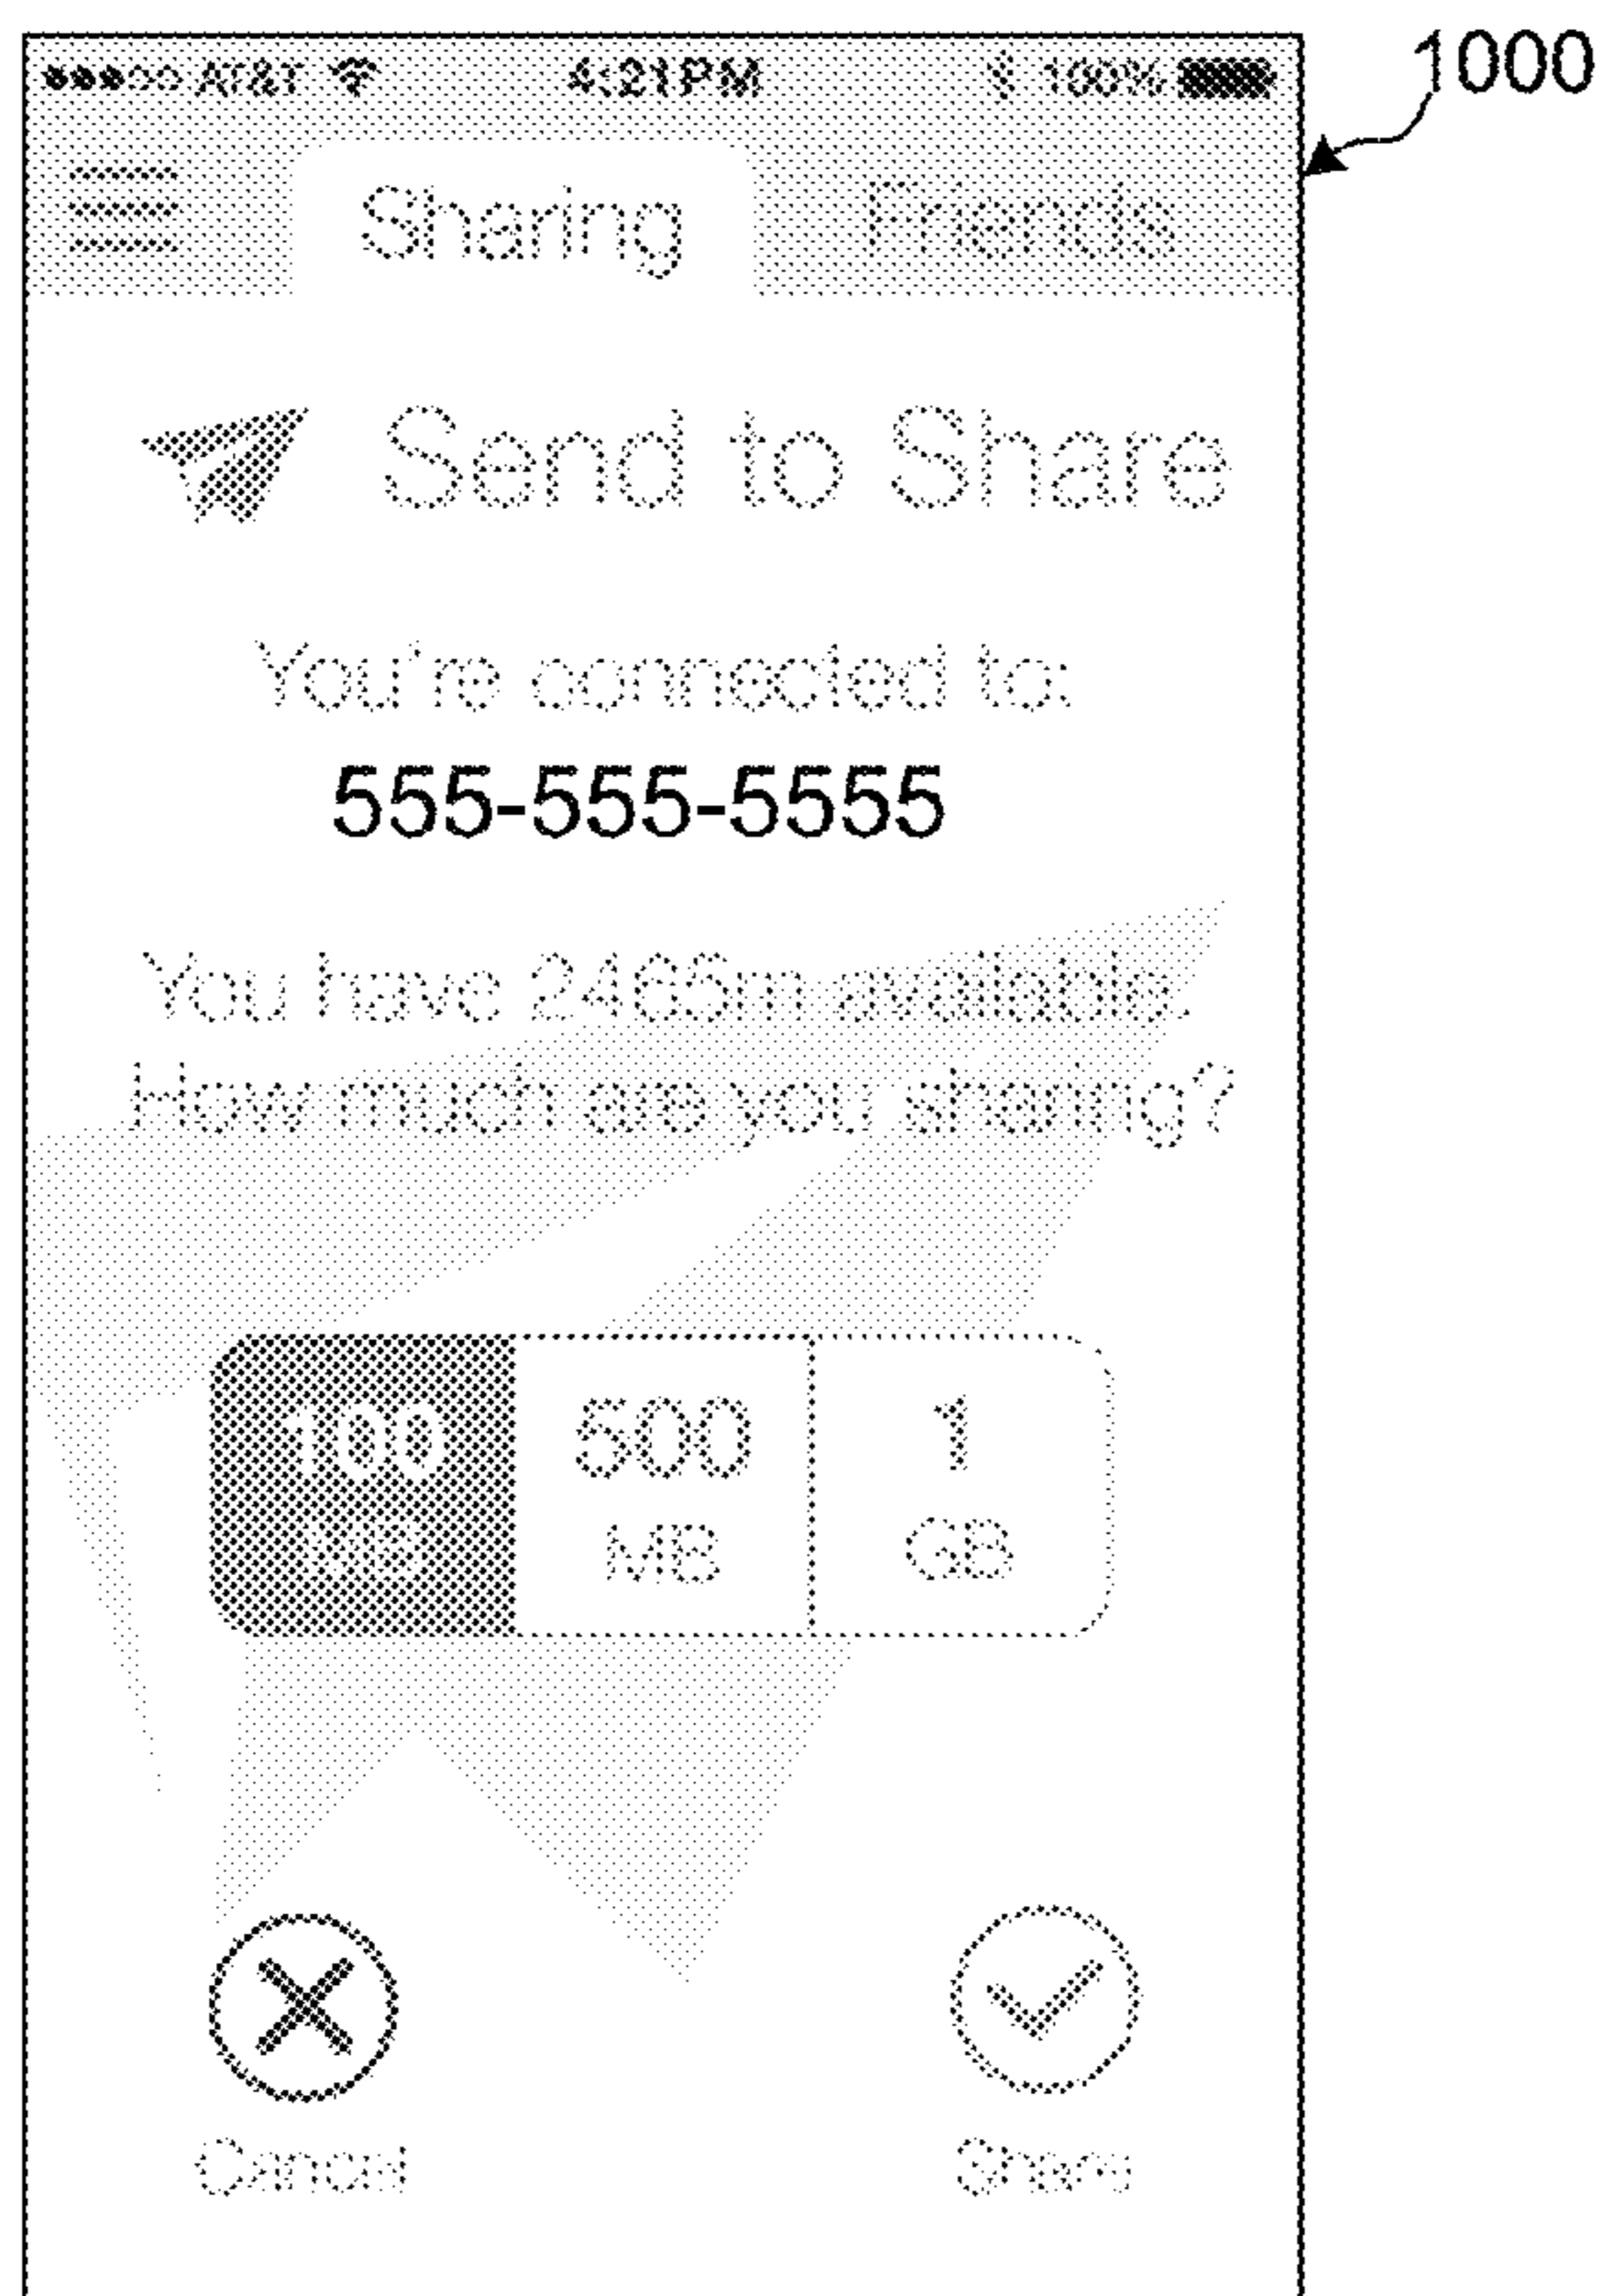 1000
AT&T 4:21PM 100%
Sharing Friends
Send to Share
You're connected to:
555-555-5555
You have 2465m available.
How much are you sharing?
100 500 1
MB MB GB
Cancel Share